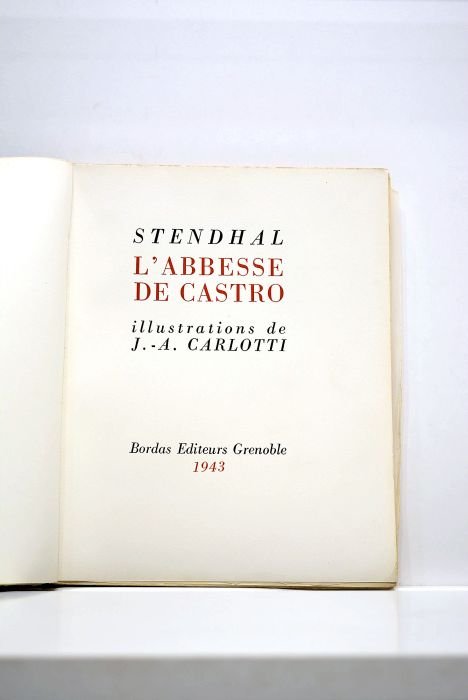 STENDHAL
L'ABBESSE
DE CASTRO
illustrations de
J.-A. CARLOTTI
Bordas Editeurs Grenoble
1943